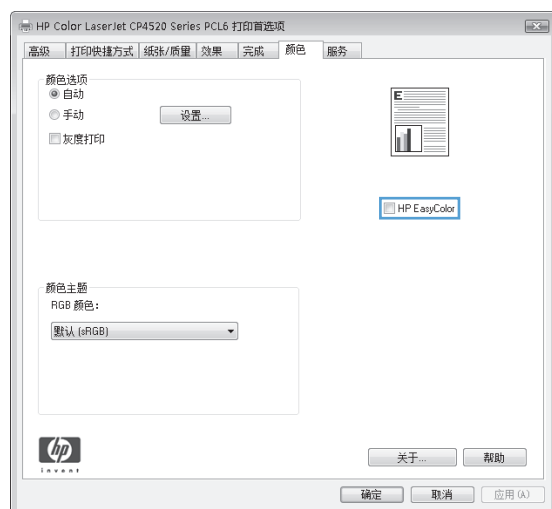 HP Color LaserJet CP4520 Series PCL6 打印首选项
高级 打印快捷方式 纸张/质量 效果 完成 颜色 服务
颜色选项
自动
手动 设置...
灰度打印
E
HP EasyColor
颜色主题
RGB 颜色：
默认 (sRGB)
hp
invent
关于... 帮助
确定 取消 应用 (A)